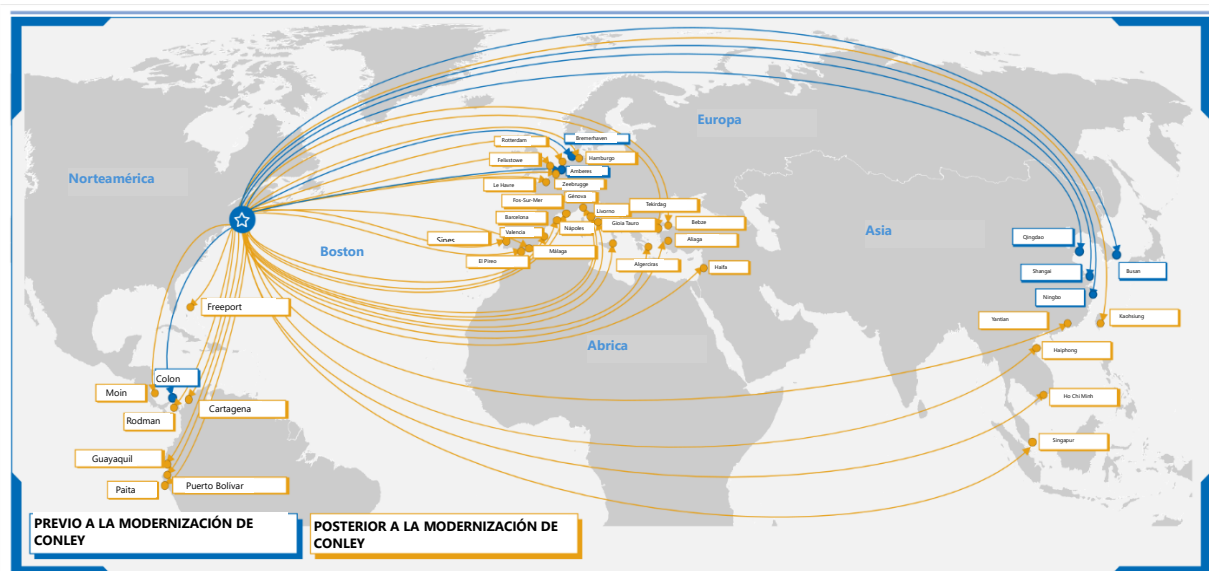 Europa
Norteamérica
Asia
Boston
Abrica
Rotterdam
Bremerhaven
Felixstowe
Hamburgo
Amberes
Le Havre
Zeebrugge
Fos-Sur-Mer
Génova
Barcelona
Livorno
Tekirdag
Valencia
Nápoles
Gioia Tauro
Bebze
Sines
Málaga
Aliaga
El Pireo
Algerciras
Haifa
Qingdao
Shangai
Busan
Ningbo
Yantian
Kaohsiung
Haiphong
Ho Chi Minh
Singapur
Freeport
Colon
Moin
Cartagena
Rodman
Guayaquil
Paita
Puerto Bolivar
PREVIO A LA MODERNIZACIÓN DE
CONLEY
POSTERIOR A LA MODERNIZACIÓN DE
CONLEY